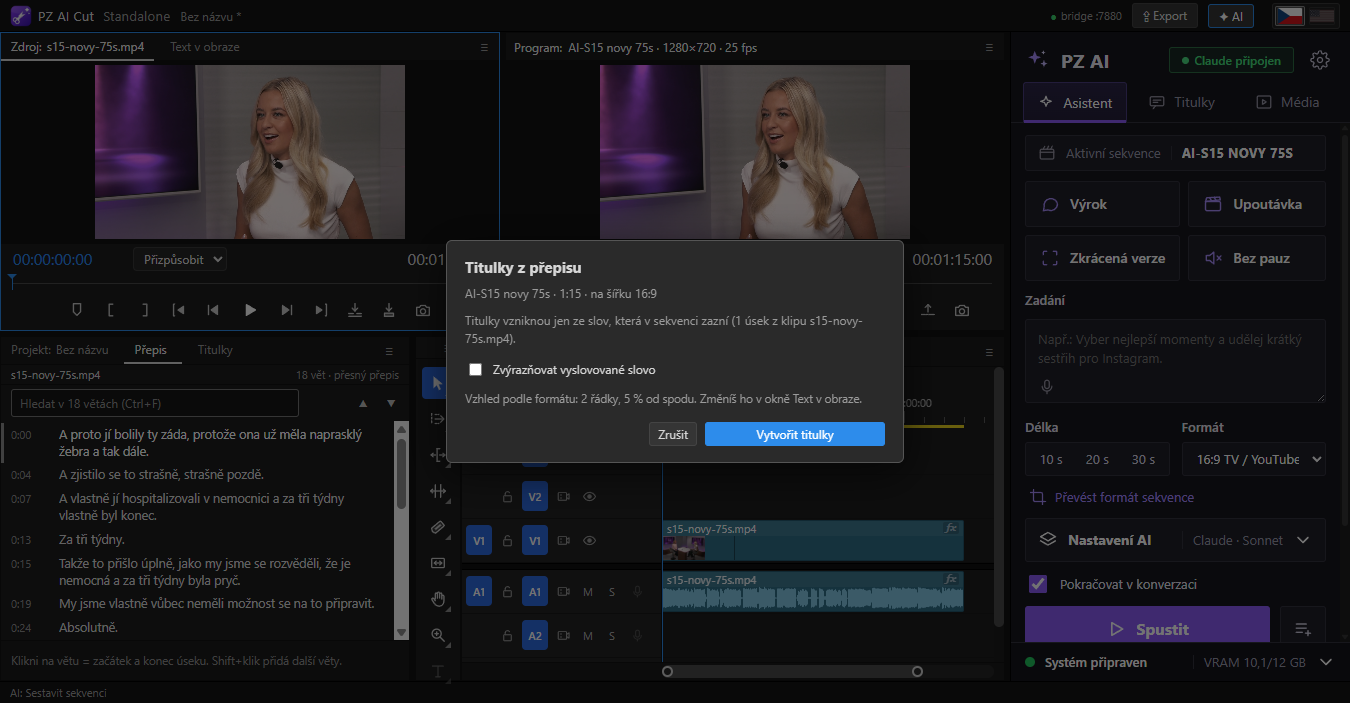 PZ AI Cut Standalone Bez názvu *
bridge :7880
Export
AI
Zdroj: s15-novy-75s.mp4
Text v obraze
Program: AI-S15 novy 75s · 1280×720 · 25 fps
00:00:00:00
Přizpůsobit
00:01
00:01:15:00
Projekt: Bez názvu
Přepis
Titulky
s15-novy-75s.mp4
18 vět · přesný přepis
Hledat v 18 větách (Ctrl+F)
0:00 A proto jí bolily ty záda, protože ona už měla naprasklý
žebra a tak dále.
0:04 A zjistilo se to strašně, strašně pozdě.
0:07 A vlastně jí hospitalizovali v nemocnici a za tři týdny
vlastně byl konec.
0:13 Za tři týdny.
0:15 Takže to přišlo úplně, jako my jsme se rozvěděli, že je
nemocná a za tři týdny byla pryč.
0:19 My jsme vlastně vůbec neměli možnost se na to připravit.
0:24 Absolutně.
Klikni na větu = začátek a konec úseku. Shift+klik přidá další věty.
AI: Sestavit sekvenci
Titulky z přepisu
AI-S15 novy 75s · 1:15 · na šířku 16:9
Titulky vzniknou jen ze slov, která v sekvenci zazní (1 úsek z klipu s15-novy-
75s.mp4).
Zvýrazňovat vyslovované slovo
Vzhled podle formátu: 2 řádky, 5 % od spodu. Změníš ho v okně Text v obraze.
Zrušit
Vytvořit titulky
:00:00
V2
V1 V1
s15-novy-75s.mp4 fx
A1 A1 M S
s15-novy-75s.mp4 fx
A2 M S
PZ AI
Claude připojen
Asistent
Titulky
Média
Aktivní sekvence
AI-S15 NOVY 75S
Výrok
Upoutávka
Zkrácená verze
Bez pauz
Zadání
Např.: Vyber nejlepší momenty a udělej krátký
sestřih pro Instagram.
Délka
Formát
10 s 20 s 30 s
16:9 TV / YouTube
Převést formát sekvence
Nastavení AI
Claude · Sonnet
Pokračovat v konverzaci
Spustit
Systém připraven
VRAM 10,1/12 GB